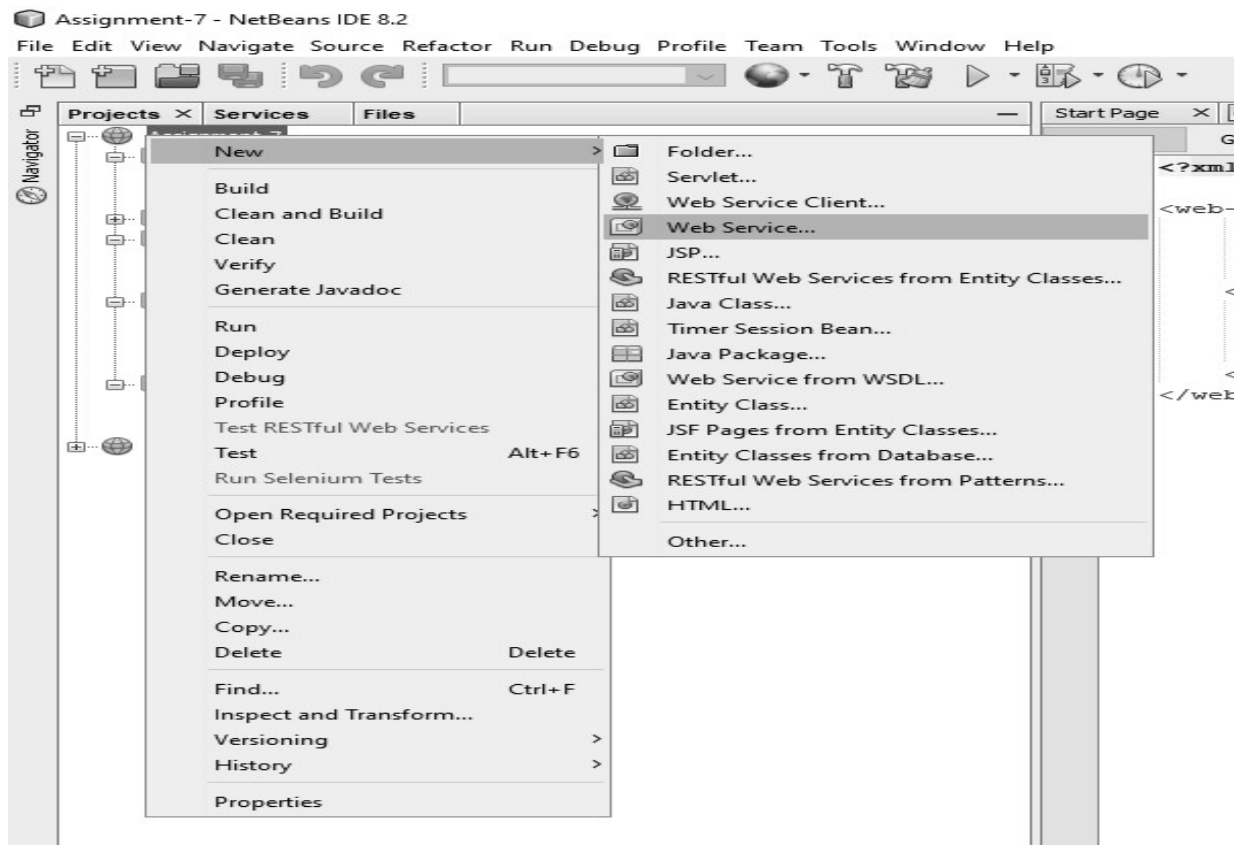 Assignment-7 - NetBeans IDE 8.2
File Edit View Navigate Source Refactor Run Debug Profile Team Tools Window Help
Projects Services Files
Start Page
Navigator
Assignment-7
<?xml
<web-
<
<
</web
New >
Build
Clean and Build
Clean
Verify
Generate Javadoc
Run
Deploy
Debug
Profile
Test RESTful Web Services
Test Alt+F6
Run Selenium Tests
Open Required Projects >
Close
Rename...
Move...
Copy...
Delete Delete
Find... Ctrl+F
Inspect and Transform...
Versioning >
History >
Properties
Folder...
Servlet...
Web Service Client...
Web Service...
JSP...
RESTful Web Services from Entity Classes...
Java Class...
Timer Session Bean...
Java Package...
Web Service from WSDL...
Entity Class...
JSF Pages from Entity Classes...
Entity Classes from Database...
RESTful Web Services from Patterns...
HTML...
Other...